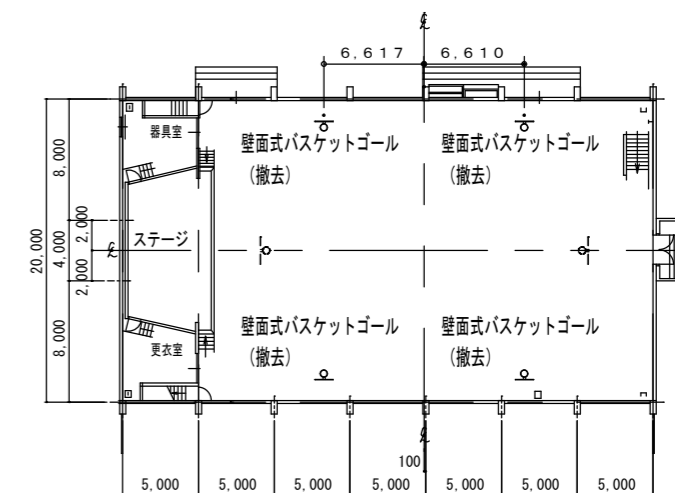 ℄
６,６１７
６,６１０
器具室
壁面式バスケットゴール
（撤去）
壁面式バスケットゴール
（撤去）
8,000
20,000
4,000
2,000
2,000
8,000
℄
ステージ
壁面式バスケットゴール
（撤去）
壁面式バスケットゴール
（撤去）
更衣室
℄
100
5,000
5,000
5,000
5,000
5,000
5,000
5,000